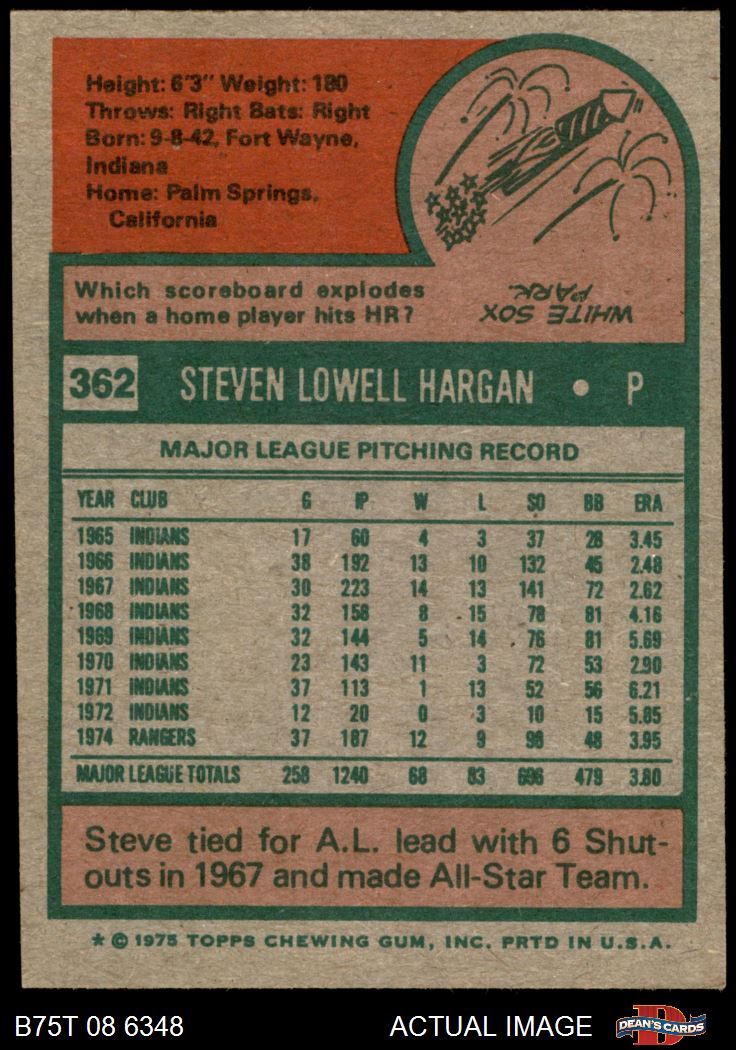 Height: 6'3" Weight: 180
Throws: Right Bats: Right
Born: 9-8-42, Fort Wayne,
Indiana
Home: Palm Springs,
California
Which scoreboard explodes
when a home player hits HR?
WHITE SOX
PARK.
362 STEVEN LOWELL HARGAN • P
MAJOR LEAGUE PITCHING RECORD
YEAR CLUB G IP W L SO BB ERA
1965 INDIANS 17 60 4 3 37 28 3.45
1966 INDIANS 38 192 13 10 132 45 2.48
1967 INDIANS 30 223 14 13 141 72 2.62
1968 INDIANS 32 158 8 15 78 81 4.16
1969 INDIANS 32 144 5 14 76 81 5.69
1970 INDIANS 23 143 11 3 72 53 2.90
1971 INDIANS 37 113 1 13 52 56 6.21
1972 INDIANS 12 20 0 3 10 15 5.85
1974 RANGERS 37 187 12 9 98 48 3.95
MAJOR LEAGUE TOTALS 258 1240 68 83 696 479 3.80
Steve tied for A.L. lead with 6 Shut-
outs in 1967 and made All-Star Team.
* © 1975 TOPPS CHEWING GUM, INC. PRTD IN U.S.A.
B75T 08 6348 ACTUAL IMAGE DEAN'S CARDS